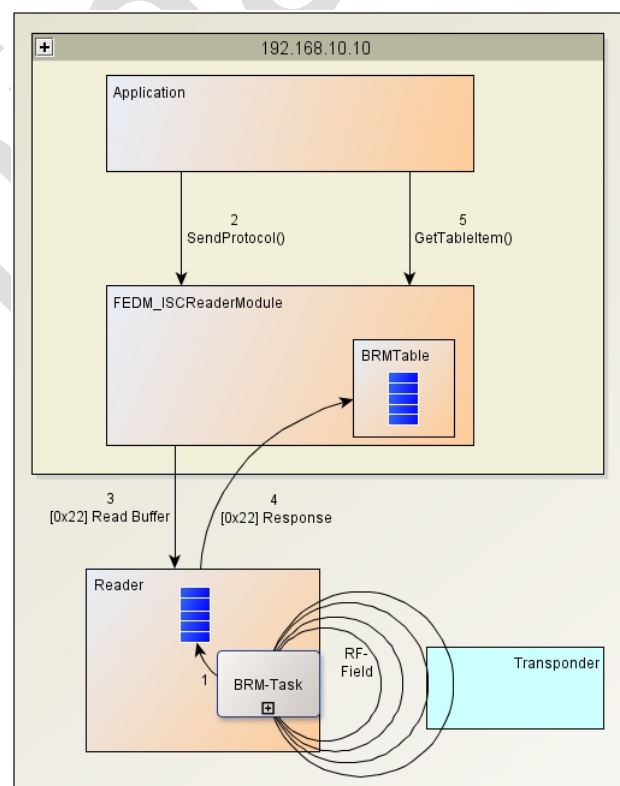 192.168.10.10
Application
2
SendProtocol()
5
GetTableItem()
FEDM_ISCReaderModule
BRMTable
3
[0x22] Read Buffer
4
[0x22] Response
Reader
1
BRM-Task
RF-
Field
Transponder